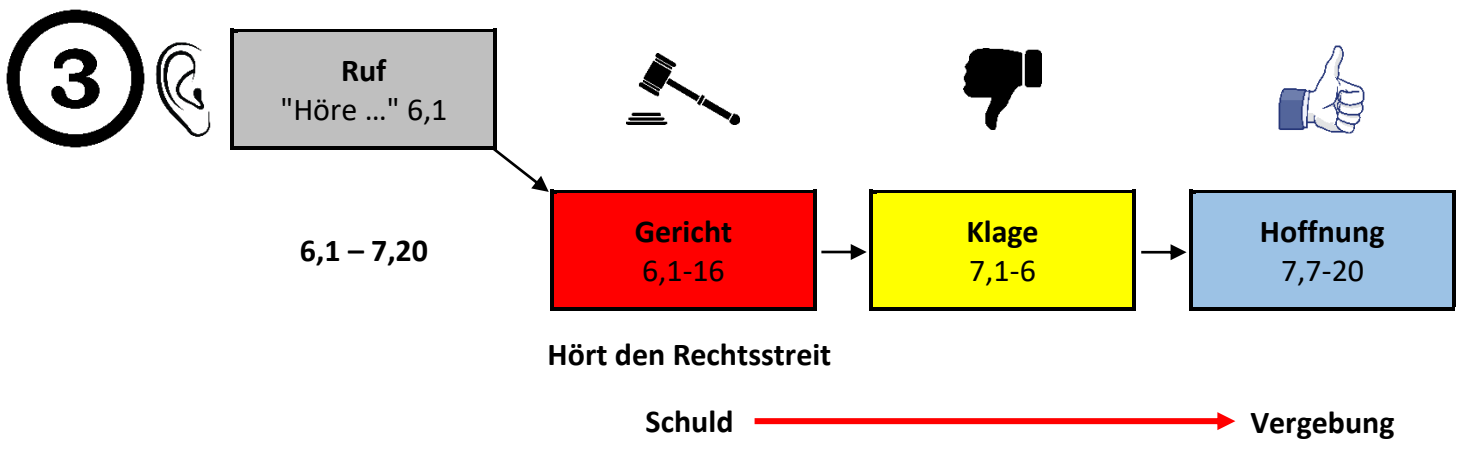 3
Ruf
"Höre ..." 6,1
6,1 – 7,20
Gericht
6,1-16
Klage
7,1-6
Hoffnung
7,7-20
Hört den Rechtsstreit
Schuld
Vergebung